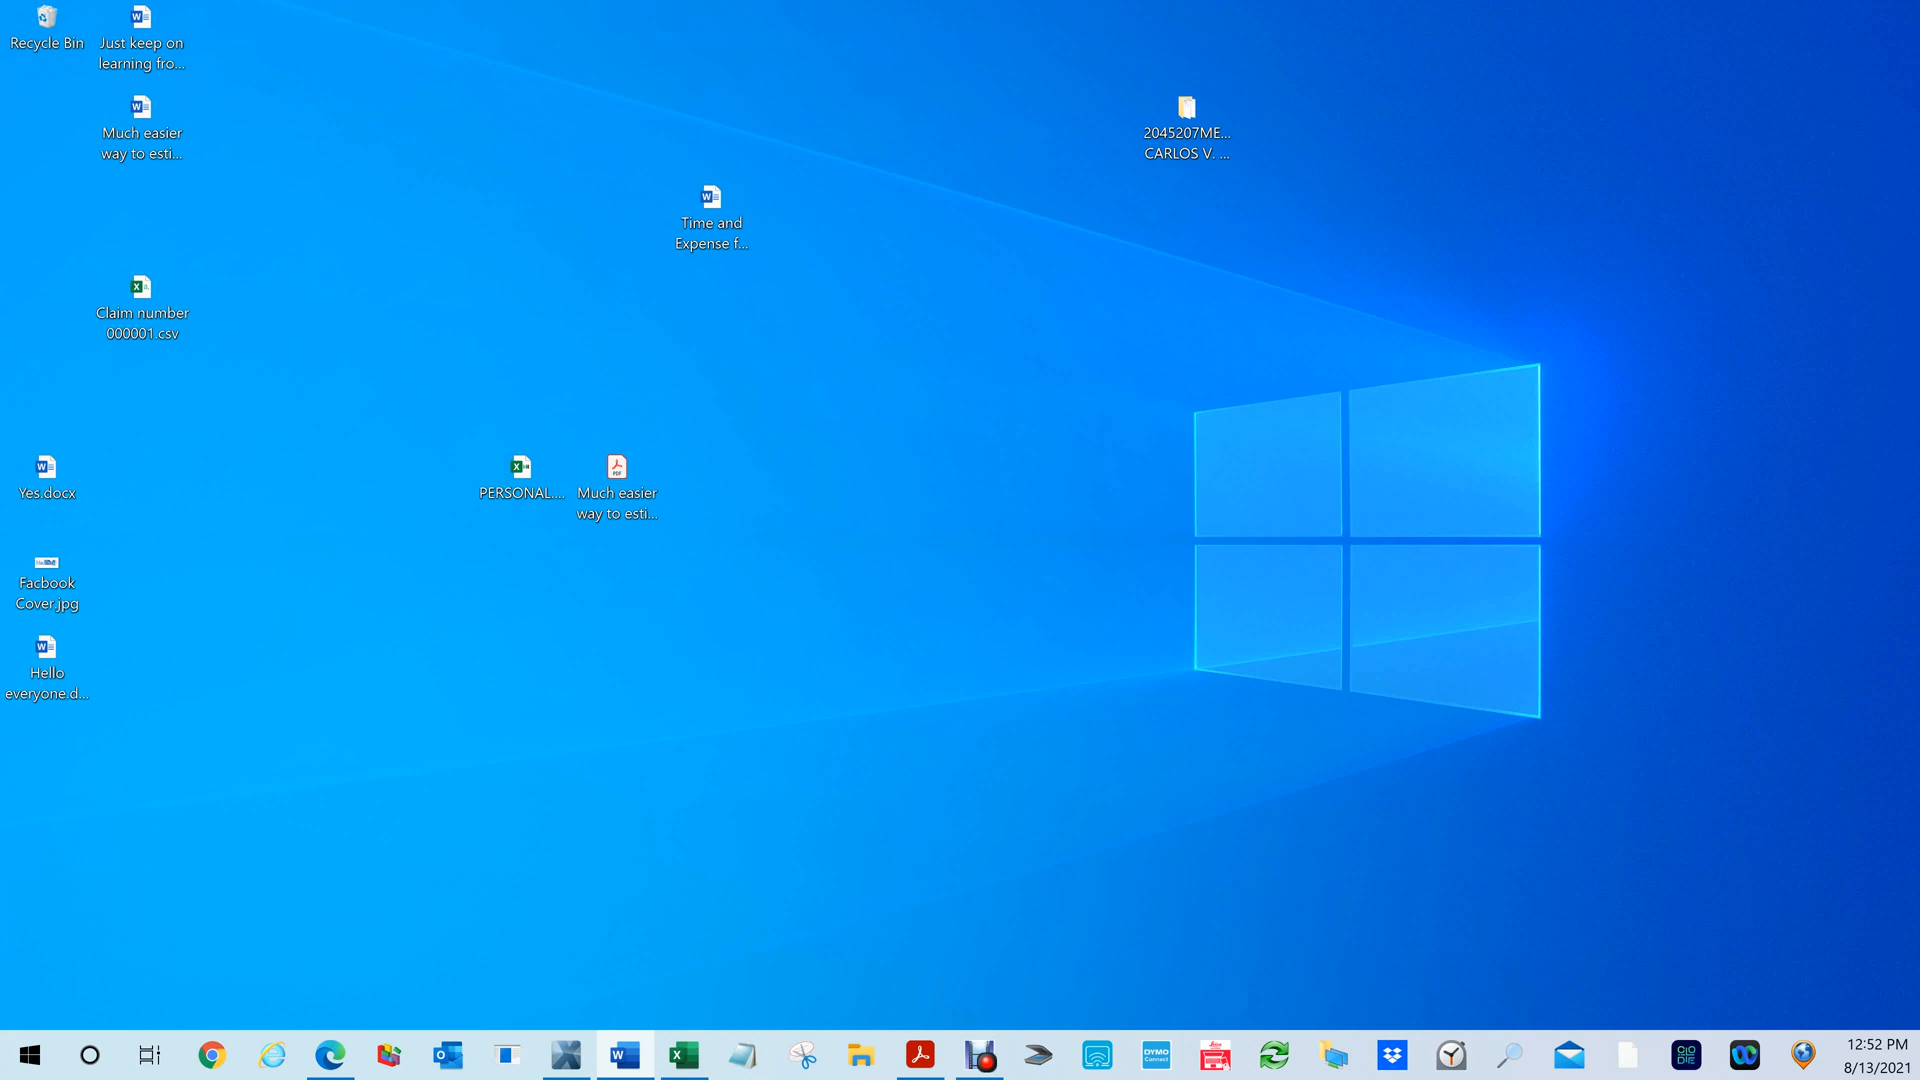 Recycle Bin
Just keep on
learning fro...
Much easier
way to esti...
2045207ME...
CARLOS V. ...
Time and
Expense f...
Claim number
000001.csv
Yes.docx
PERSONAL....
Much easier
way to esti...
Facbook
Cover.jpg
Hello
everyone.d...
DYMO
Connect
12:52 PM
8/13/2021